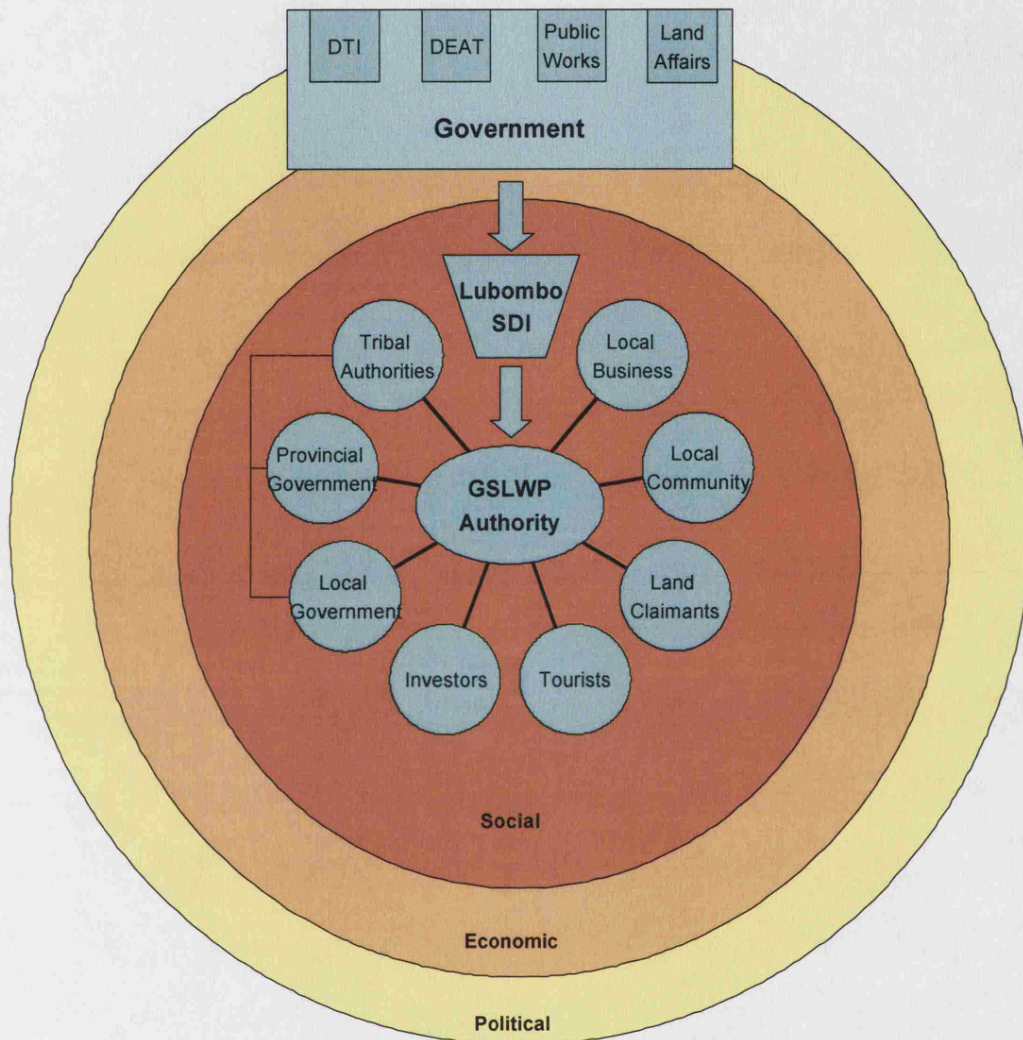 DTI
DEAT
Public
Works
Land
Affairs
Government
Lubombo
SDI
Tribal
Authorities
Local
Business
Provincial
Government
Local
Community
GSLWP
Authority
Local
Government
Land
Claimants
Investors
Tourists
Social
Economic
Political